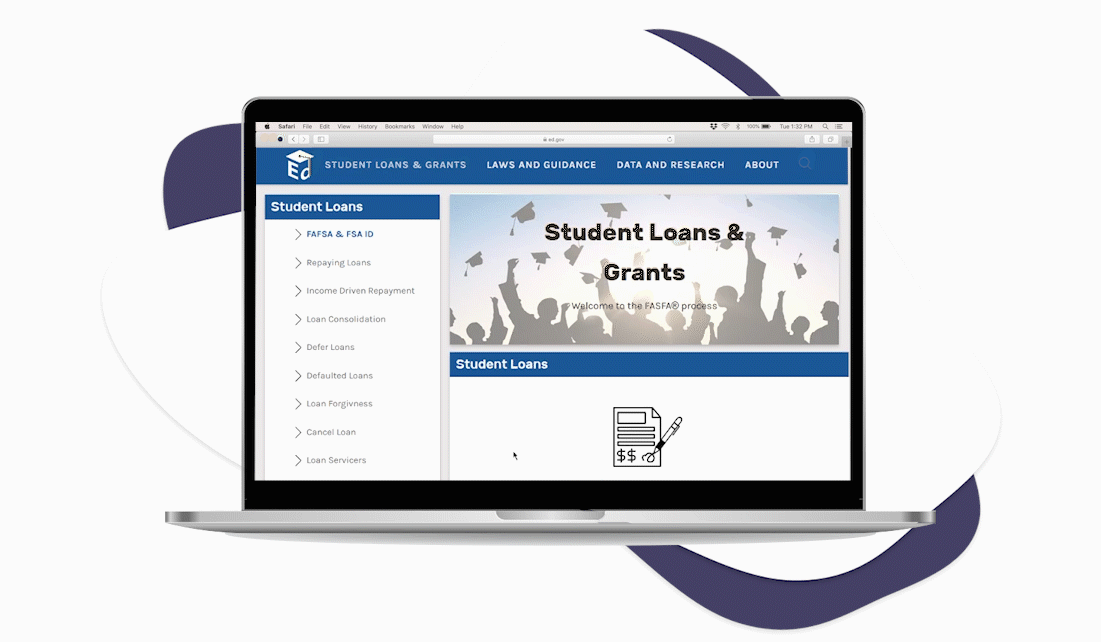 Safari File Edit View History Bookmarks Window Help 100% Tue 1:32 PM
ed.gov
Ed STUDENT LOANS & GRANTS LAWS AND GUIDANCE DATA AND RESEARCH ABOUT
Student Loans
FAFSA & FSA ID
Repaying Loans
Income Driven Repayment
Loan Consolidation
Defer Loans
Defaulted Loans
Loan Forgivness
Cancel Loan
Loan Servicers
Student Loans &
Grants
Welcome to the FASFA® process
Student Loans
$$